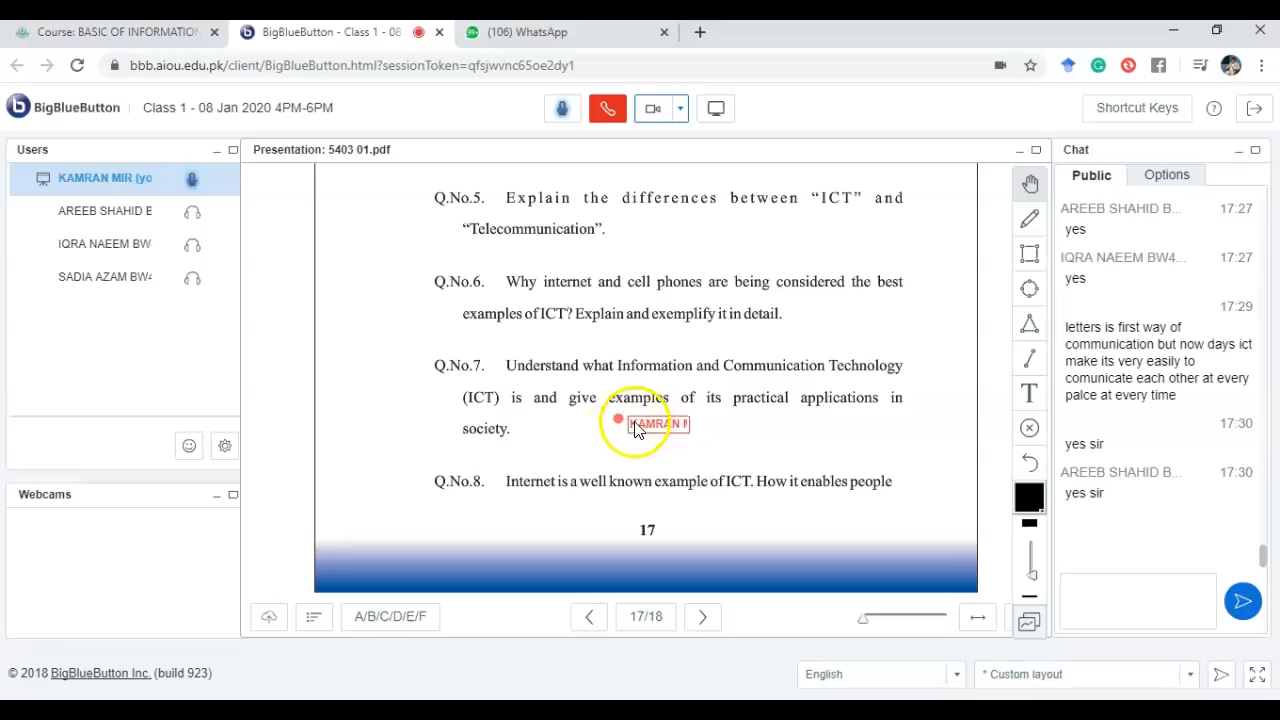 Course: BASIC OF INFORMATION
BigBlueButton - Class 1 - 08
99+
(106) WhatsApp
bbb.aiou.edu.pk/client/BigBlueButton.html?sessionToken=qfsjwvnc65oe2dy1
BigBlueButton
Class 1 - 08 Jan 2020 4PM-6PM
Shortcut Keys
Users
KAMRAN MIR (yo
AREEB SHAHID B
IQRA NAEEM BW4
SADIA AZAM BW4
Webcams
Presentation: 5403 01.pdf
Q.No.5. Explain the differences between “ICT” and
“Telecommunication”.
Q.No.6. Why internet and cell phones are being considered the best
examples of ICT? Explain and exemplify it in detail.
Q.No.7. Understand what Information and Communication Technology
(ICT) is and give examples of its practical applications in
KAMRAN M
society.
Q.No.8. Internet is a well known example of ICT. How it enables people
17
A/B/C/D/E/F
17/18
T
Chat
Public
Options
AREEB SHAHID B... 17:27
yes
IQRA NAEEM BW4... 17:27
yes
17:29
letters is first way of
communication but now days ict
make its very easily to
comunicate each other at every
palce at every time
17:30
yes sir
AREEB SHAHID B... 17:30
yes sir
© 2018 BigBlueButton Inc. (build 923)
English
* Custom layout